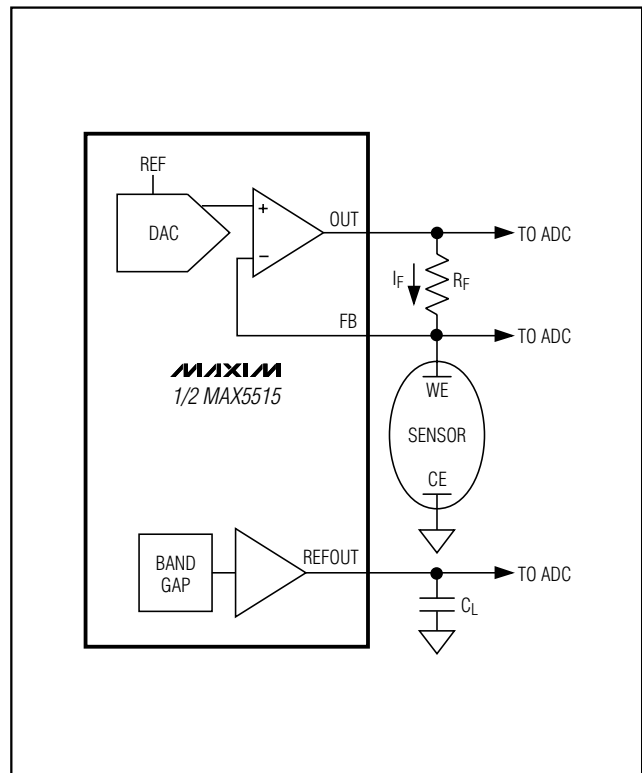 REF
DAC
+
−
OUT
TO ADC
I_F
R_F
FB
TO ADC
MAXIM
1/2 MAX5515
WE
SENSOR
CE
BAND
GAP
REFOUT
TO ADC
C_L